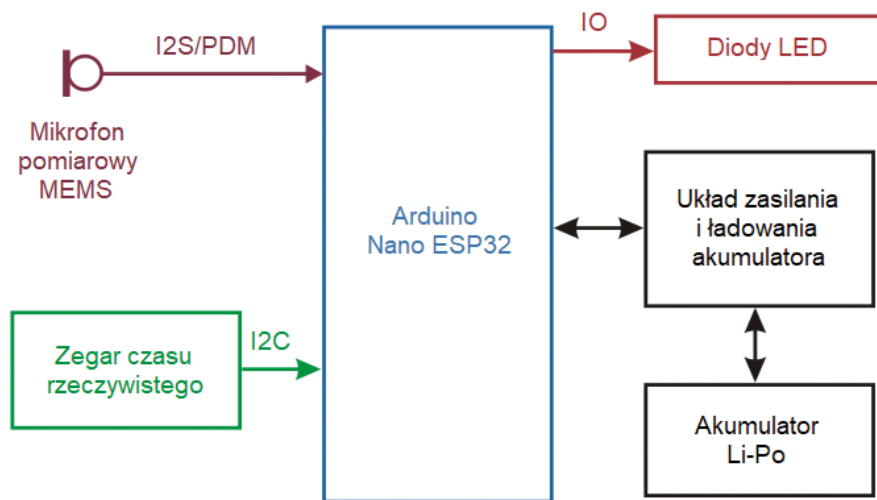 I2S/PDM
IO
Diody LED
Mikrofon
pomiarowy
MEMS
Arduino
Nano ESP32
Układ zasilania
i ładowania
akumulatora
I2C
Zegar czasu
rzeczywistego
Akumulator
Li-Po